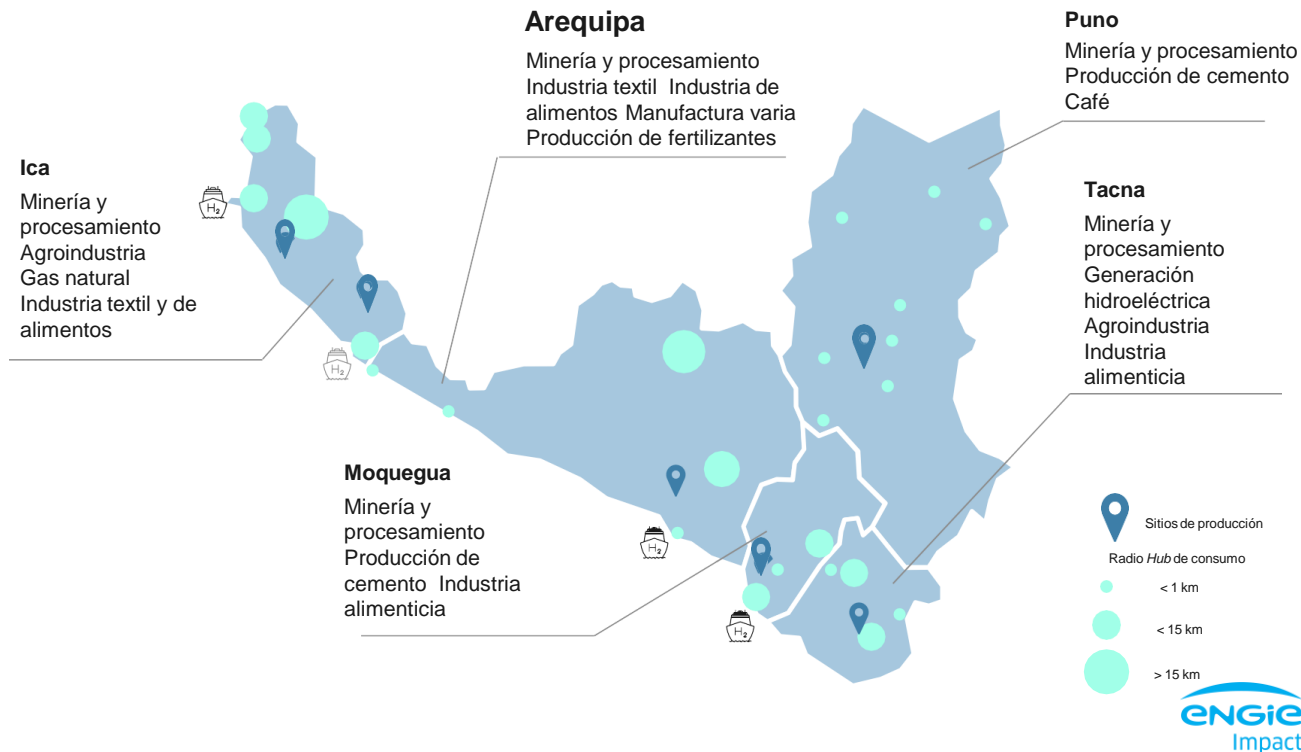 Arequipa
Minería y procesamiento
Industria textil Industria de
alimentos Manufactura varia
Producción de fertilizantes
Puno
Minería y procesamiento
Producción de cemento
Café
Ica
Minería y
procesamiento
Agroindustria
Gas natural
Industria textil y de
alimentos
Tacna
Minería y
procesamiento
Generación
hidroeléctrica
Agroindustria
Industria
alimenticia
Moquegua
Minería y
procesamiento
Producción de
cemento Industria
alimenticia
H₂
H₂
H₂
H₂
Sitios de producción
Radio Hub de consumo
< 1 km
< 15 km
> 15 km
ENGiE
Impact